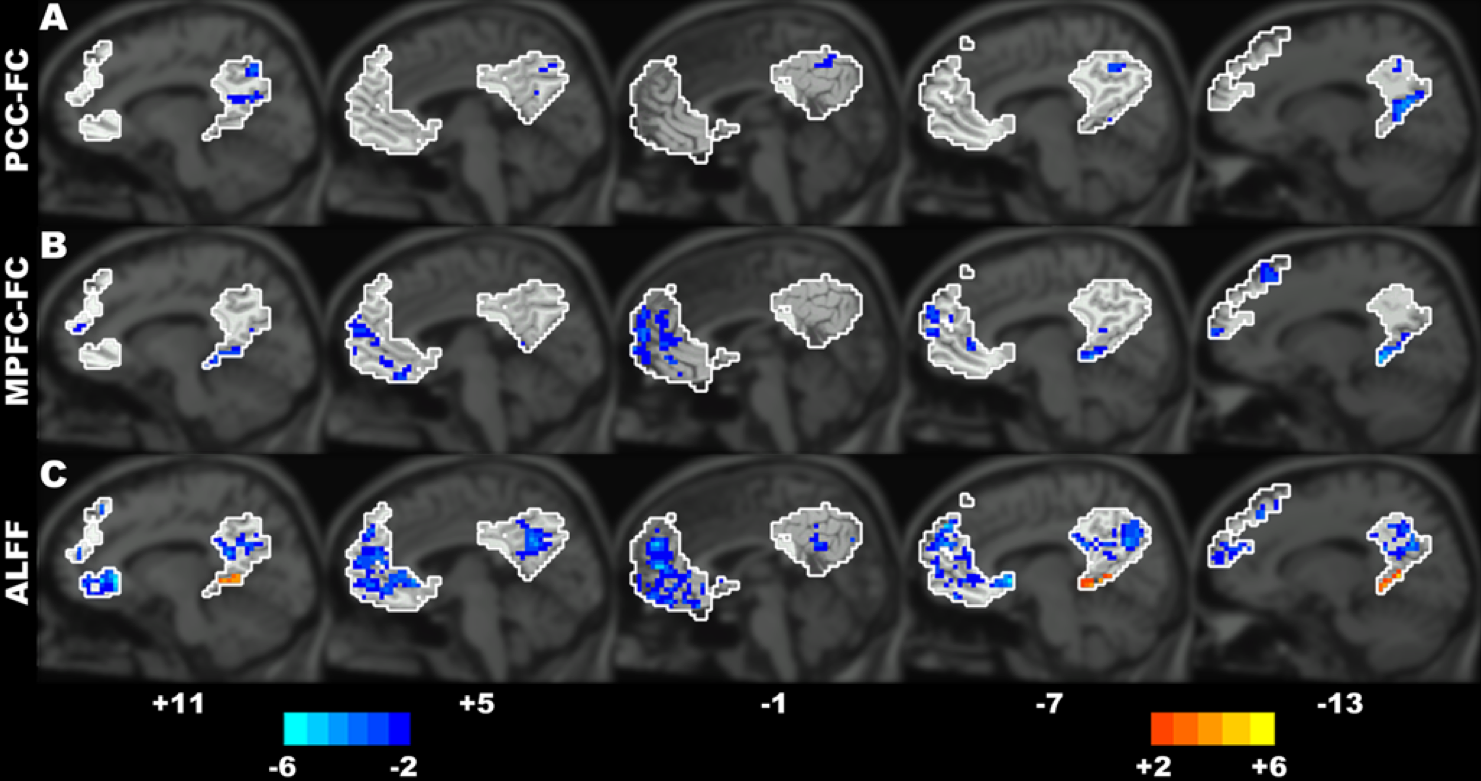 A
PCC-FC
B
MPFC-FC
C
ALFF
+11 +5 -1 -7 -13
-6 -2 +2 +6